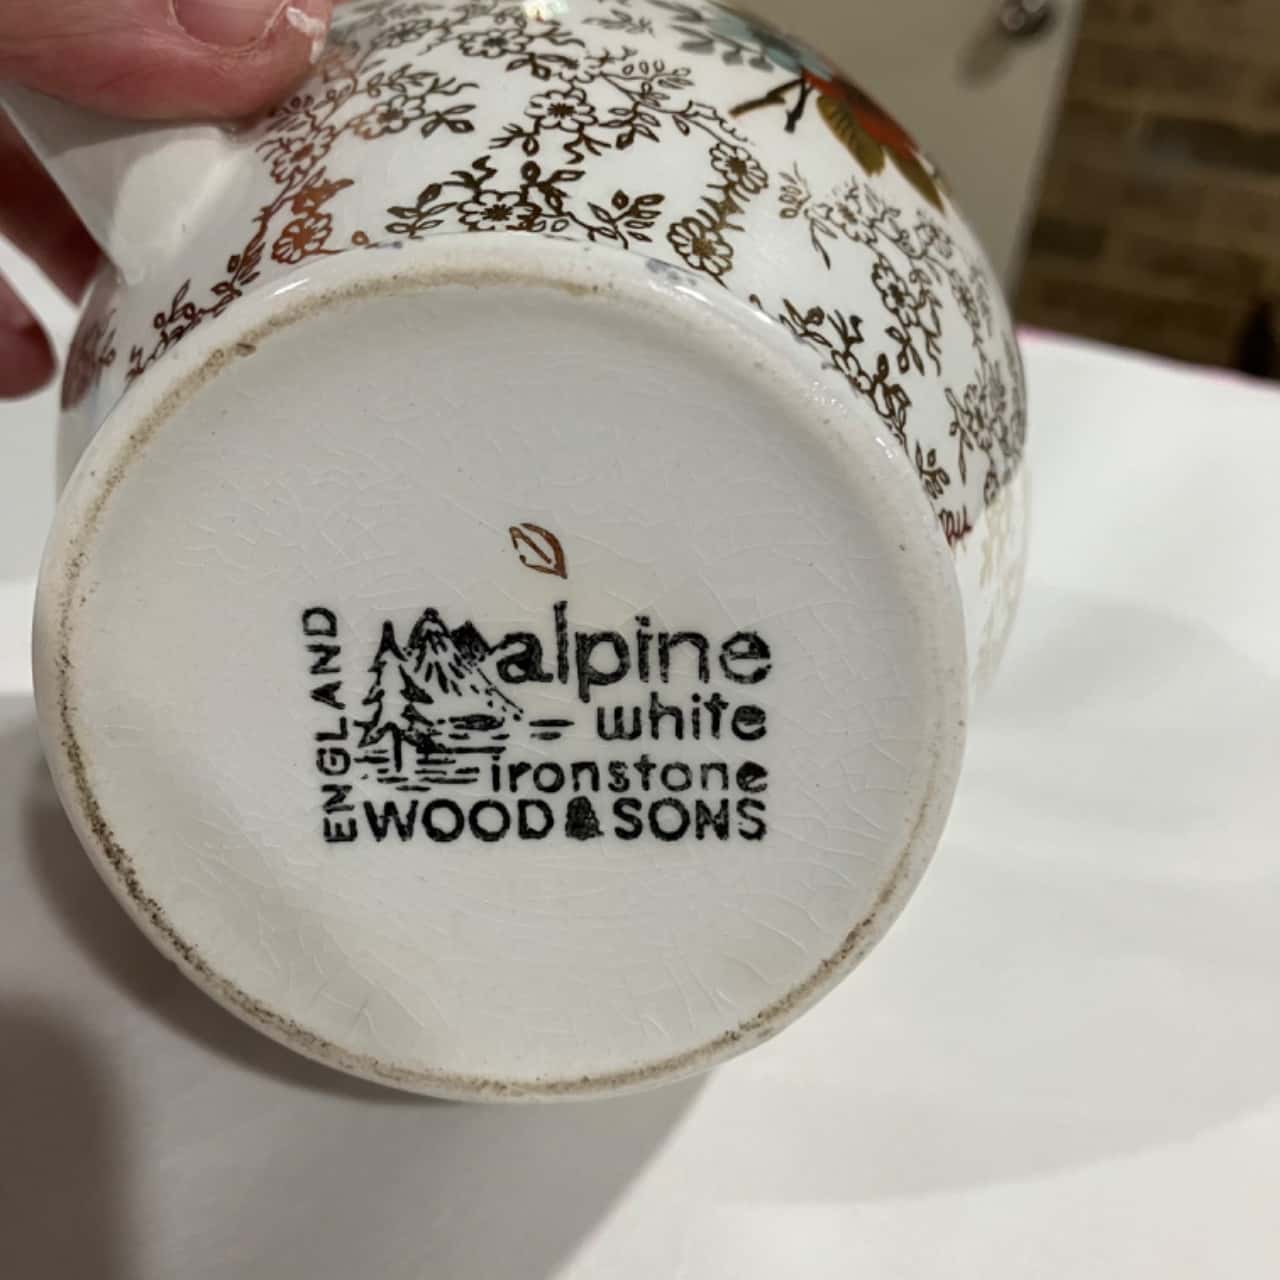 ENGLAND
alpine
white
ironstone
WOOD & SONS